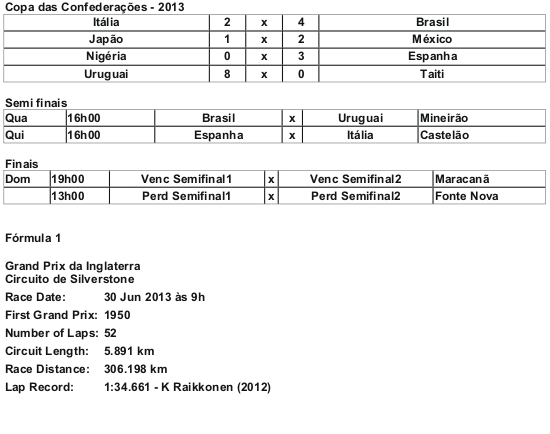 Copa das Confederações - 2013
Itália 2 x 4 Brasil
Japão 1 x 2 México
Nigéria 0 x 3 Espanha
Uruguai 8 x 0 Taiti
Semi finais
Qua 16h00 Brasil x Uruguai Mineirão
Qui 16h00 Espanha x Itália Castelão
Finais
Dom 19h00 Venc Semifinal1 x Venc Semifinal2 Maracanã
13h00 Perd Semifinal1 x Perd Semifinal2 Fonte Nova
Fórmula 1
Grand Prix da Inglaterra
Circuito de Silverstone
Race Date: 30 Jun 2013 às 9h
First Grand Prix: 1950
Number of Laps: 52
Circuit Length: 5.891 km
Race Distance: 306.198 km
Lap Record: 1:34.661 - K Raikkonen (2012)